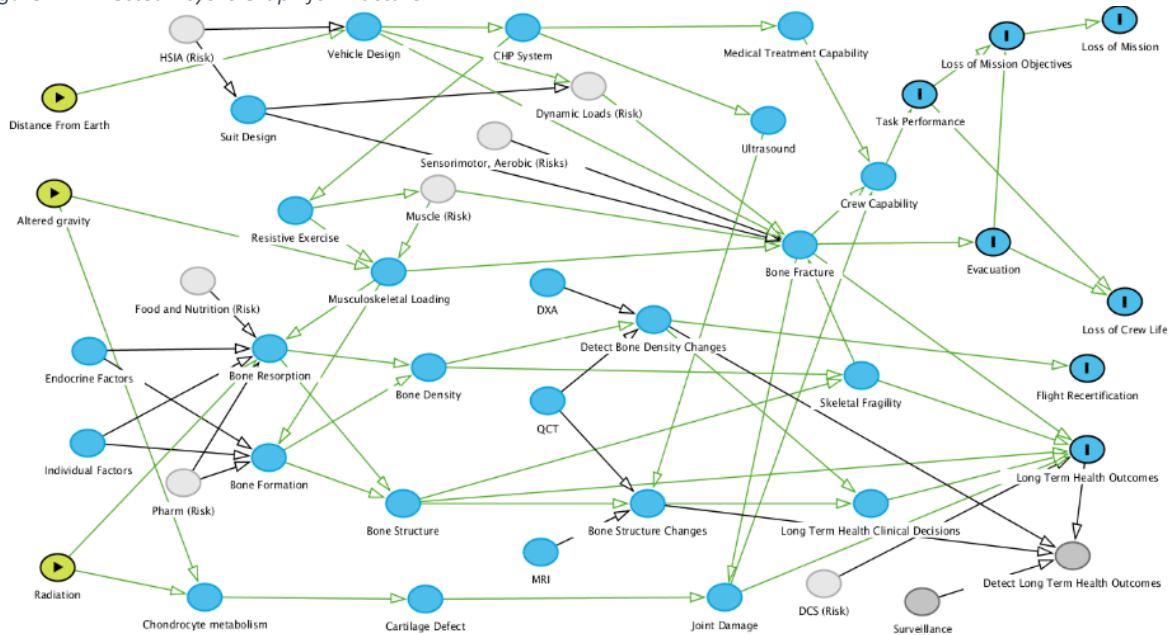 HSIA (Risk)
Vehicle Design
CHP System
Medical Treatment Capability
Loss of Mission Objectives
Loss of Mission
Distance From Earth
Suit Design
Dynamic Loads (Risk)
Ultrasound
Task Performance
Sensorimotor, Aerobic (Risks)
Altered gravity
Resistive Exercise
Muscle (Risk)
Crew Capability
Bone Fracture
Evacuation
Food and Nutrition (Risk)
Musculoskeletal Loading
DXA
Loss of Crew Life
Endocrine Factors
Bone Resorption
Bone Density
Detect Bone Density Changes
Skeletal Fragility
Flight Recertification
QCT
Individual Factors
Bone Formation
Pharm (Risk)
Bone Structure
Bone Structure Changes
Long Term Health Clinical Decisions
Long Term Health Outcomes
MRI
Radiation
Chondrocyte metabolism
Cartilage Defect
Joint Damage
DCS (Risk)
Detect Long Term Health Outcomes
Surveillance